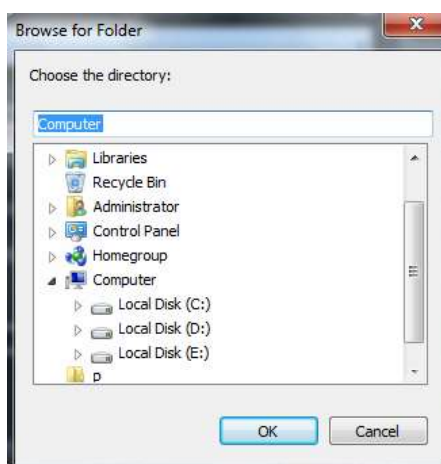 Browse for Folder
Choose the directory:
Computer
Libraries
Recycle Bin
Administrator
Control Panel
Homegroup
Computer
Local Disk (C:)
Local Disk (D:)
Local Disk (E:)
p
OK Cancel